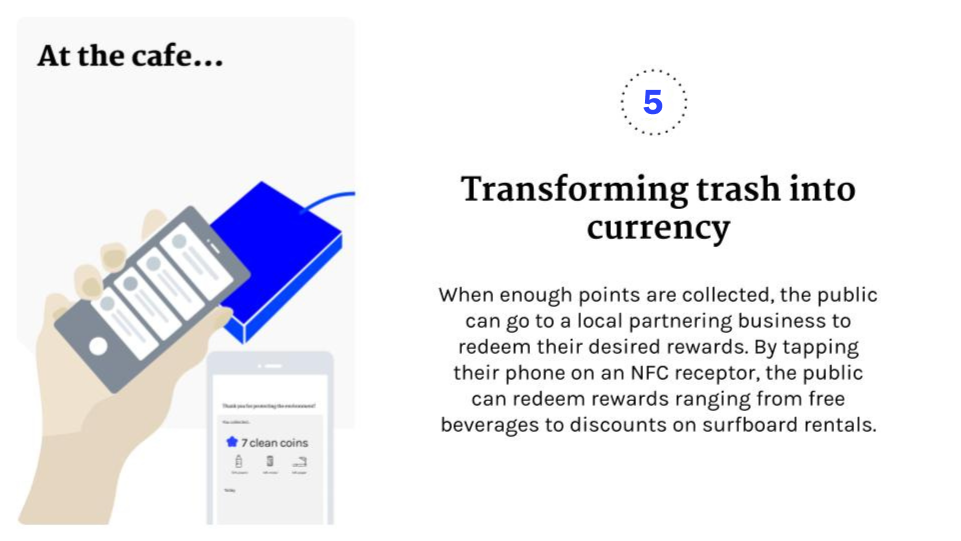 At the cafe...
5
Transforming trash into
currency
When enough points are collected, the public
can go to a local partnering business to
redeem their desired rewards. By tapping
their phone on an NFC receptor, the public
can redeem rewards ranging from free
beverages to discounts on surfboard rentals.
Thank you for protecting the environment!
You collected:
7 clean coins
Today